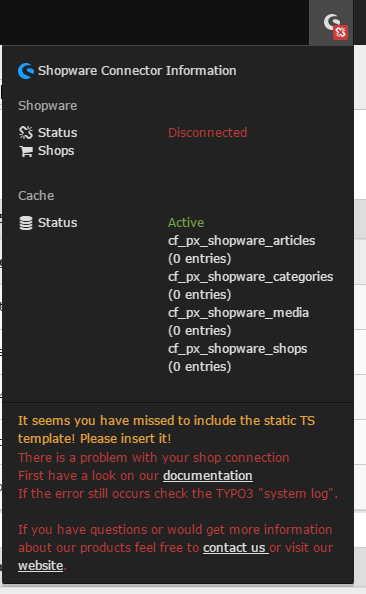 Shopware Connector Information
Shopware
Status Disconnected
Shops
Cache
Status Active
cf_px_shopware_articles
(0 entries)
cf_px_shopware_categories
(0 entries)
cf_px_shopware_media
(0 entries)
cf_px_shopware_shops
(0 entries)
It seems you have missed to include the static TS
template! Please insert it!
There is a problem with your shop connection
First have a look on our documentation
If the error still occurs check the TYPO3 "system log".
If you have questions or would get more information
about our products feel free to contact us or visit our
website.